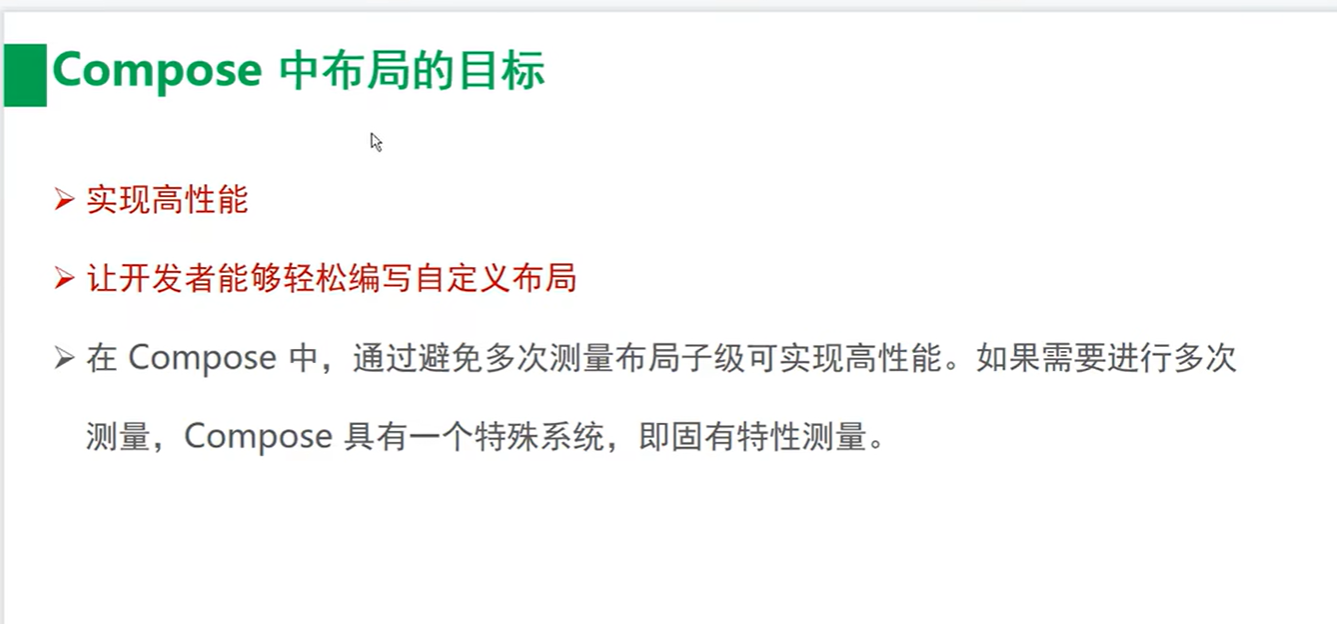 Compose 中布局的目标
➢ 实现高性能
➢ 让开发者能够轻松编写自定义布局
➢ 在 Compose 中，通过避免多次测量布局子级可实现高性能。如果需要进行多次
测量，Compose 具有一个特殊系统，即固有特性测量。